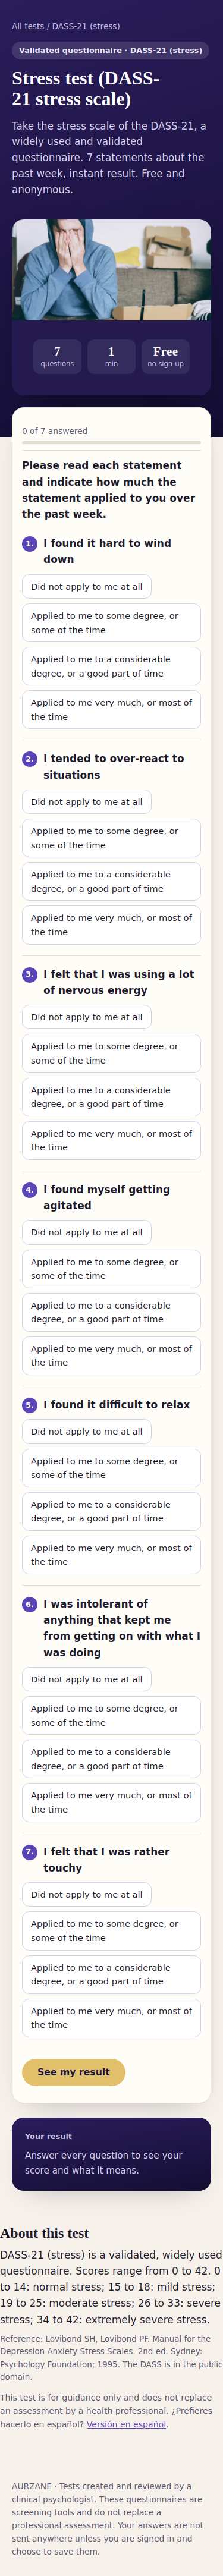 All tests / DASS-21 (stress)
Validated questionnaire · DASS-21 (stress)
Stress test (DASS-
21 stress scale)
Take the stress scale of the DASS-21, a
widely used and validated
questionnaire. 7 statements about the
past week, instant result. Free and
anonymous.
7
questions
1
min
Free
no sign-up
0 of 7 answered
Please read each statement
and indicate how much the
statement applied to you over
the past week.
1. I found it hard to wind
down
Did not apply to me at all
Applied to me to some degree, or
some of the time
Applied to me to a considerable
degree, or a good part of time
Applied to me very much, or most of
the time
2. I tended to over-react to
situations
Did not apply to me at all
Applied to me to some degree, or
some of the time
Applied to me to a considerable
degree, or a good part of time
Applied to me very much, or most of
the time
3. I felt that I was using a lot
of nervous energy
Did not apply to me at all
Applied to me to some degree, or
some of the time
Applied to me to a considerable
degree, or a good part of time
Applied to me very much, or most of
the time
4. I found myself getting
agitated
Did not apply to me at all
Applied to me to some degree, or
some of the time
Applied to me to a considerable
degree, or a good part of time
Applied to me very much, or most of
the time
5. I found it difficult to relax
Did not apply to me at all
Applied to me to some degree, or
some of the time
Applied to me to a considerable
degree, or a good part of time
Applied to me very much, or most of
the time
6. I was intolerant of
anything that kept me
from getting on with what I
was doing
Did not apply to me at all
Applied to me to some degree, or
some of the time
Applied to me to a considerable
degree, or a good part of time
Applied to me very much, or most of
the time
7. I felt that I was rather
touchy
Did not apply to me at all
Applied to me to some degree, or
some of the time
Applied to me to a considerable
degree, or a good part of time
Applied to me very much, or most of
the time
See my result
Your result
Answer every question to see your
score and what it means.
About this test
DASS-21 (stress) is a validated, widely used
questionnaire. Scores range from 0 to 42. 0
to 14: normal stress; 15 to 18: mild stress;
19 to 25: moderate stress; 26 to 33: severe
stress; 34 to 42: extremely severe stress.
Reference: Lovibond SH, Lovibond PF. Manual for the
Depression Anxiety Stress Scales. 2nd ed. Sydney:
Psychology Foundation; 1995. The DASS is in the public
domain.
This test is for guidance only and does not replace
an assessment by a health professional. ¿Prefieres
hacerlo en español? Versión en español.
AURZANE · Tests created and reviewed by a
clinical psychologist. These questionnaires are
screening tools and do not replace a
professional assessment. Your answers are not
sent anywhere unless you are signed in and
choose to save them.